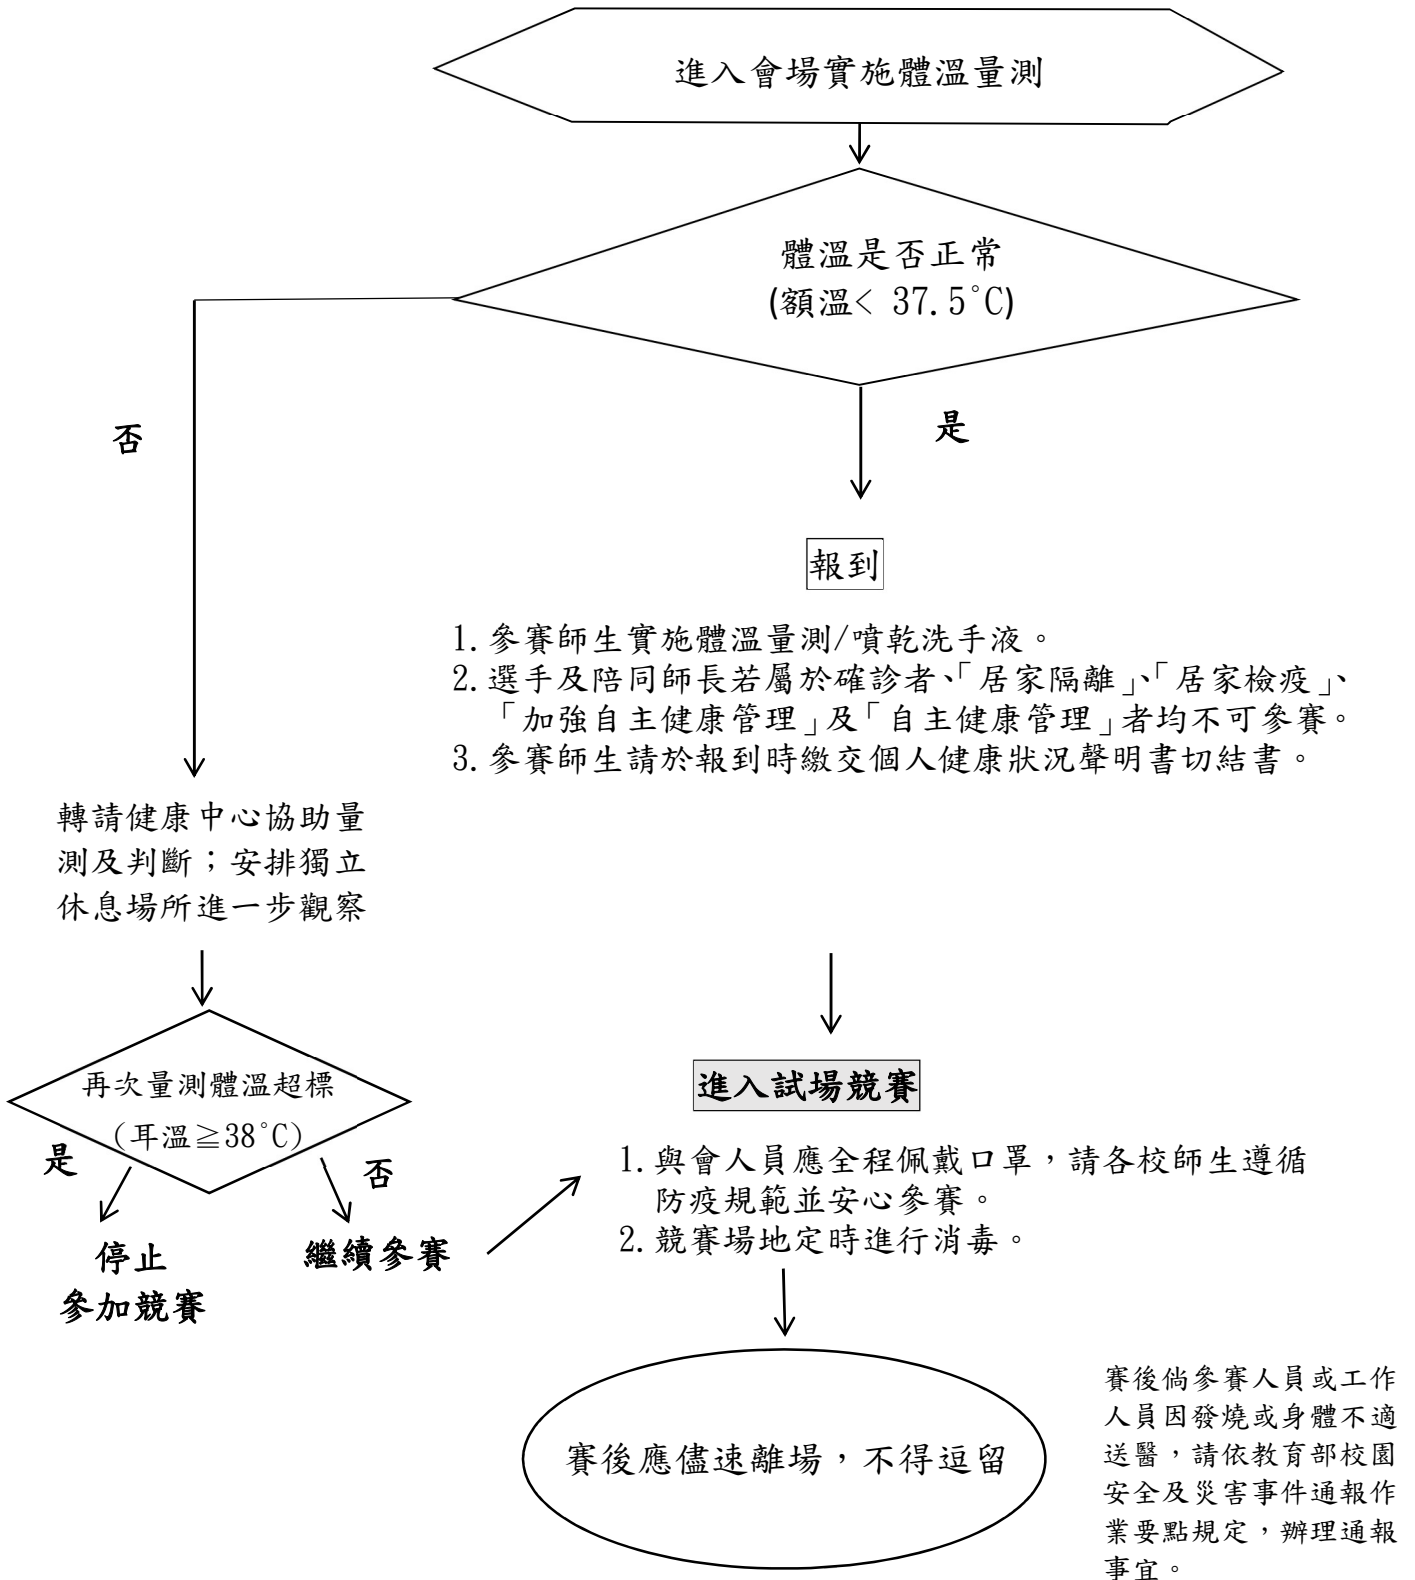 進入會場實施體溫量測
體溫是否正常
(額溫< 37.5°C)
否
是
報到
1.參賽師生實施體溫量測/噴乾洗手液。
2.選手及陪同師長若屬於確診者、「居家隔離」、「居家檢疫」、
「加強自主健康管理」及「自主健康管理」者均不可參賽。
3.參賽師生請於報到時繳交個人健康狀況聲明書切結書。
轉請健康中心協助量
測及判斷；安排獨立
休息場所進一步觀察
再次量測體溫超標
(耳溫≧38°C)
是
否
停止
參加競賽
繼續參賽
進入試場競賽
1.與會人員應全程佩戴口罩，請各校師生遵循
防疫規範並安心參賽。
2.競賽場地定時進行消毒。
賽後應儘速離場，不得逗留
賽後倘參賽人員或工作
人員因發燒或身體不適
送醫，請依教育部校園
安全及災害事件通報作
業要點規定，辦理通報
事宜。